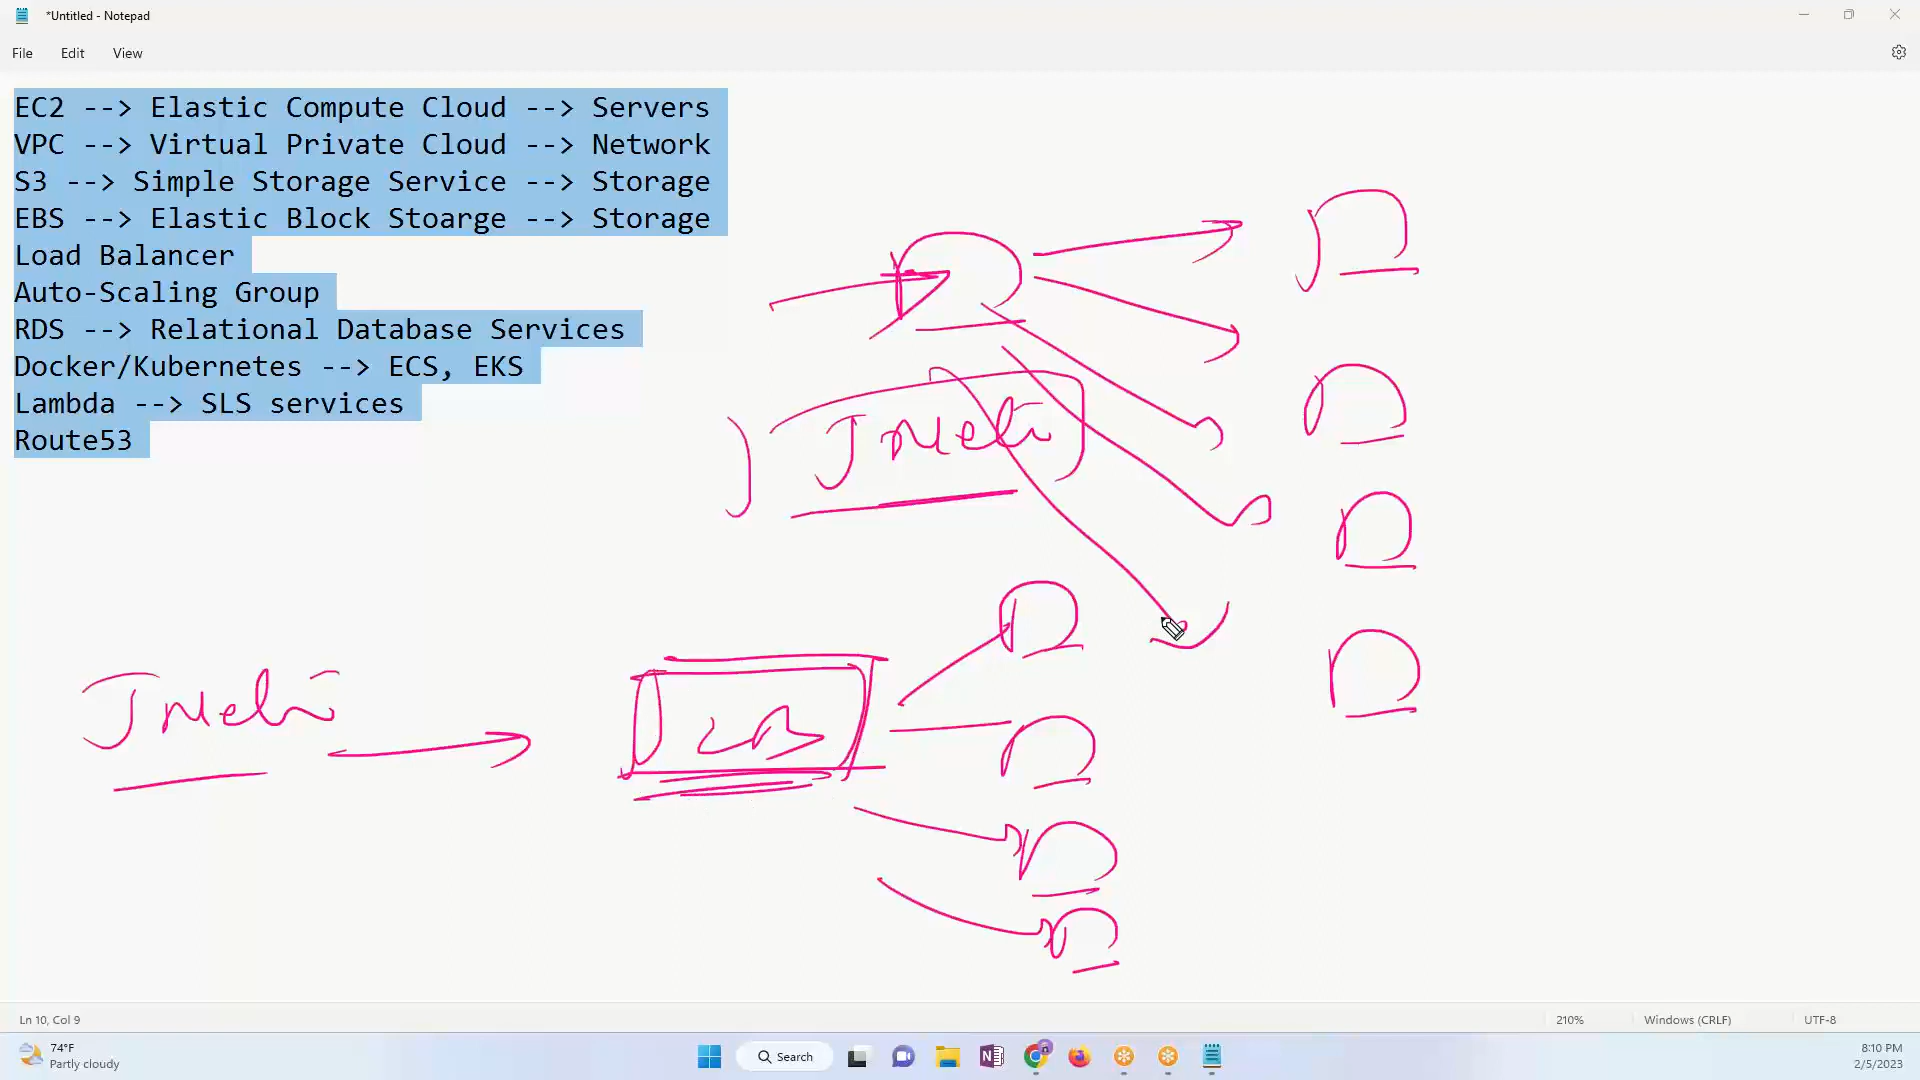 *Untitled - Notepad
File Edit View
EC2 --> Elastic Compute Cloud --> Servers
VPC --> Virtual Private Cloud --> Network
S3 --> Simple Storage Service --> Storage
EBS --> Elastic Block Stoarge --> Storage
Load Balancer
Auto-Scaling Group
RDS --> Relational Database Services
Docker/Kubernetes --> ECS, EKS
Lambda --> SLS services
Route53
LB
Ln 10, Col 9 210% Windows (CRLF) UTF-8
74°F
Partly cloudy
Search
8:10 PM
2/5/2023